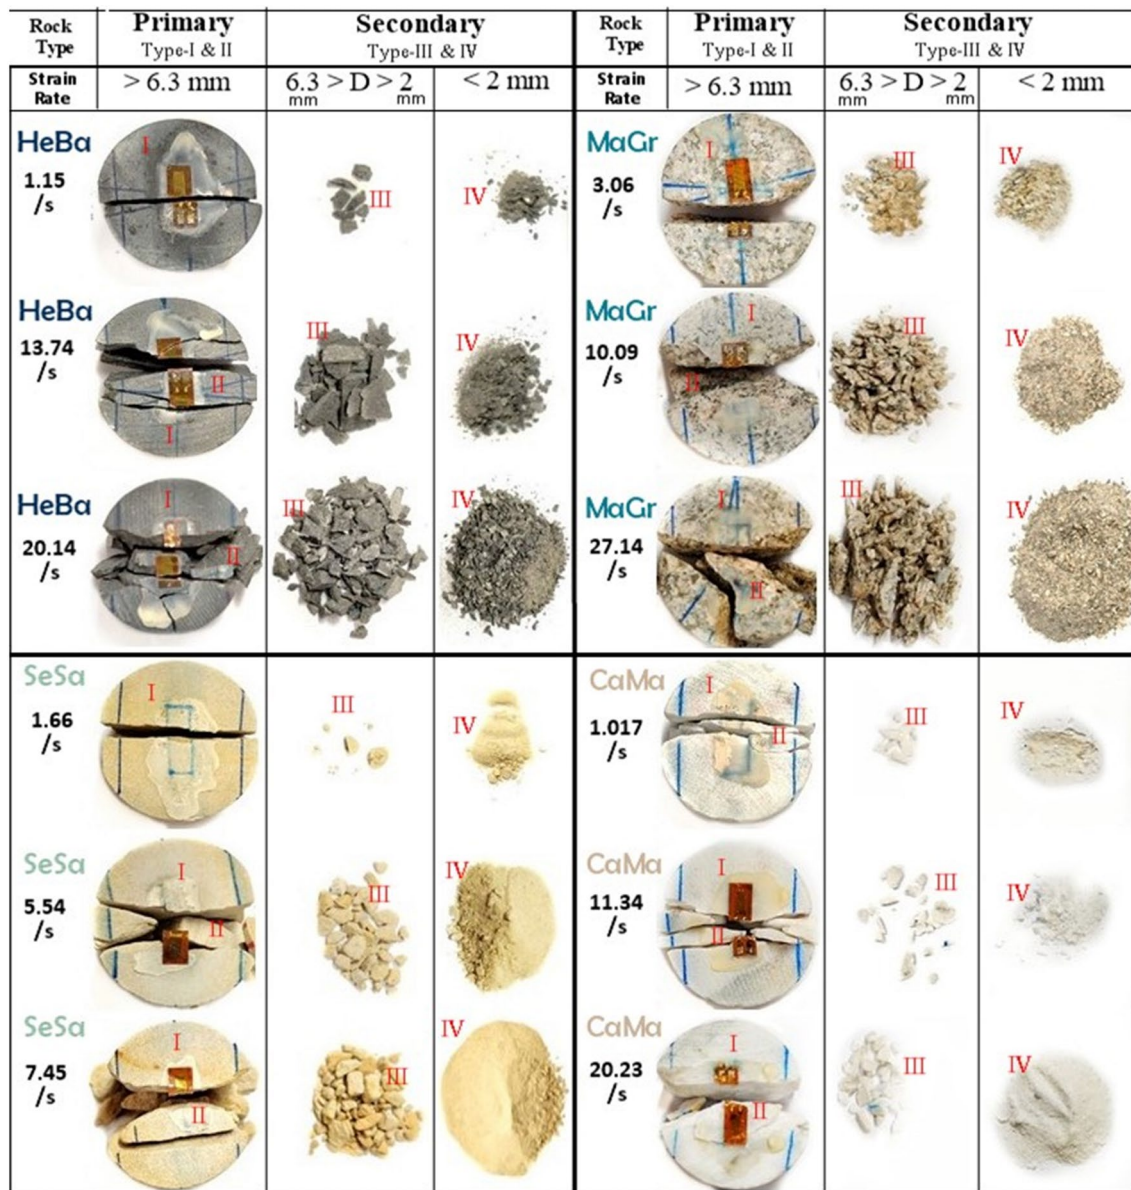 Rock Type Primary Type-I & II Secondary Type-III & IV Rock Type Primary Type-I & II Secondary Type-III & IV
Strain Rate > 6.3 mm 6.3 mm > D > 2 mm < 2 mm Strain Rate > 6.3 mm 6.3 mm > D > 2 mm < 2 mm
HeBa 1.15 /s I III IV
MaGr 3.06 /s I III IV
HeBa 13.74 /s II I III IV
MaGr 10.09 /s I II III IV
HeBa 20.14 /s I II III IV
MaGr 27.14 /s I II III IV
SeSa 1.66 /s I III IV
CaMa 1.017 /s I II III IV
SeSa 5.54 /s I II III IV
CaMa 11.34 /s I II III IV
SeSa 7.45 /s I II III IV
CaMa 20.23 /s I II III IV